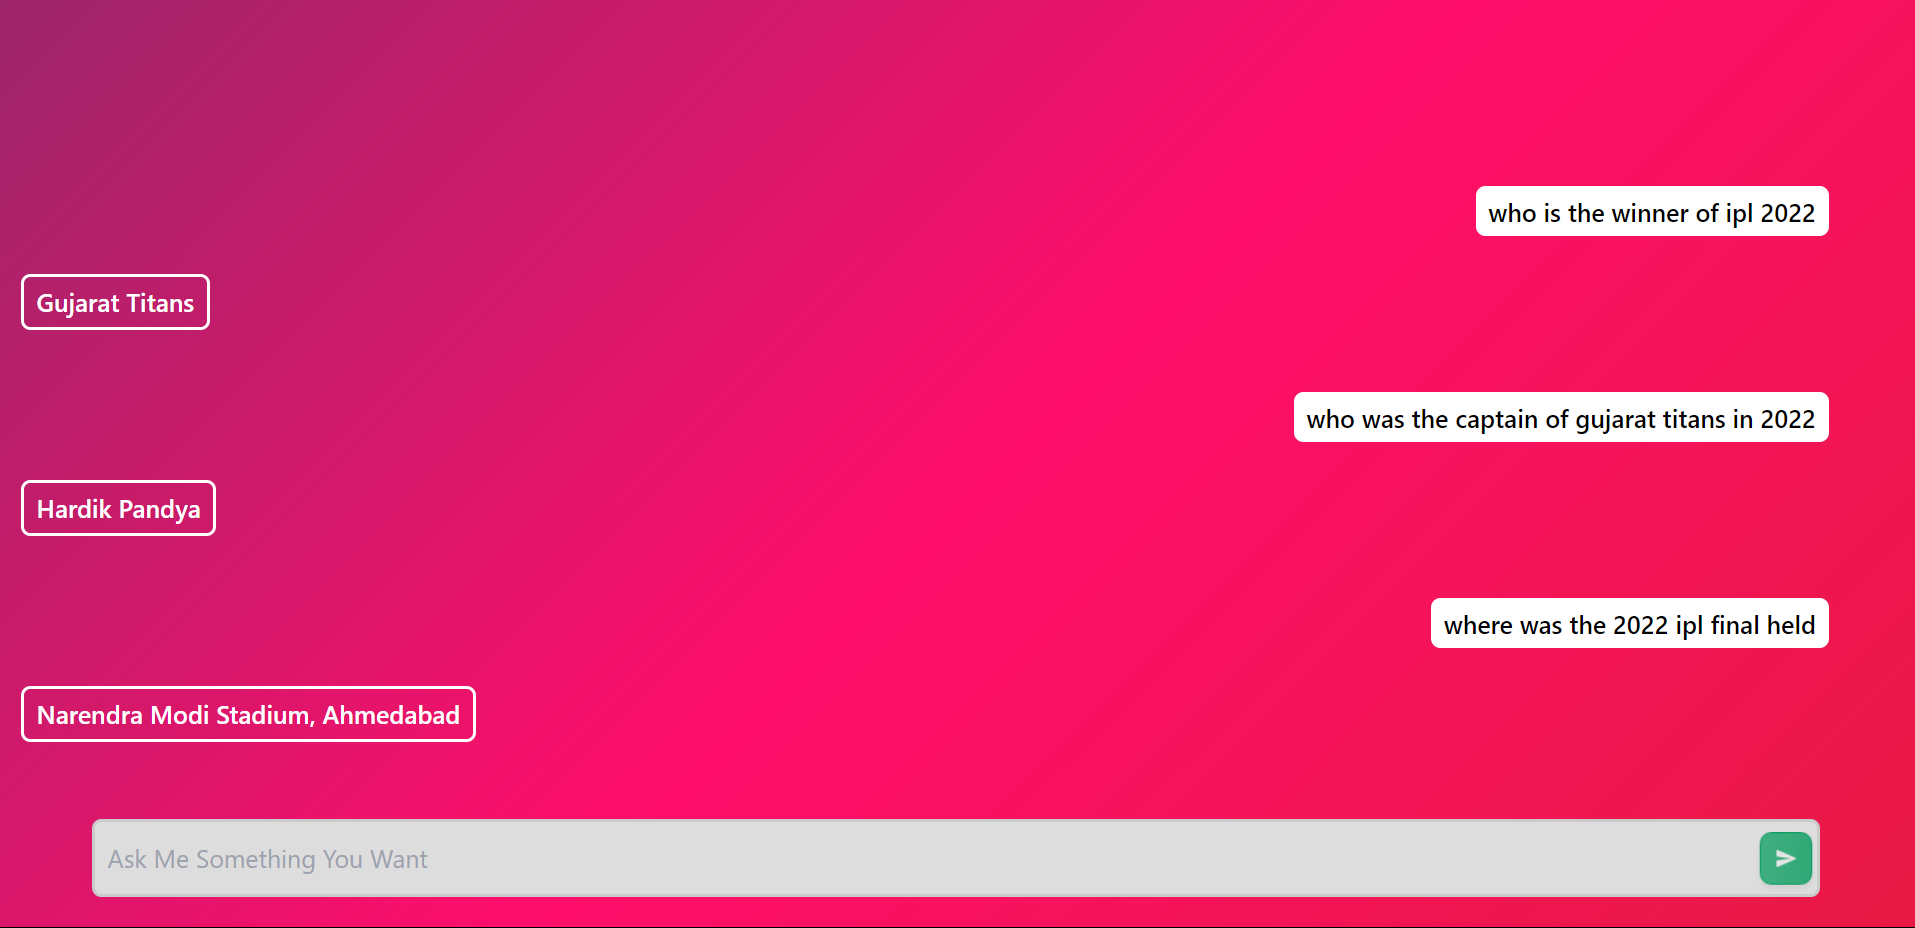 who is the winner of ipl 2022
Gujarat Titans
who was the captain of gujarat titans in 2022
Hardik Pandya
where was the 2022 ipl final held
Narendra Modi Stadium, Ahmedabad
Ask Me Something You Want